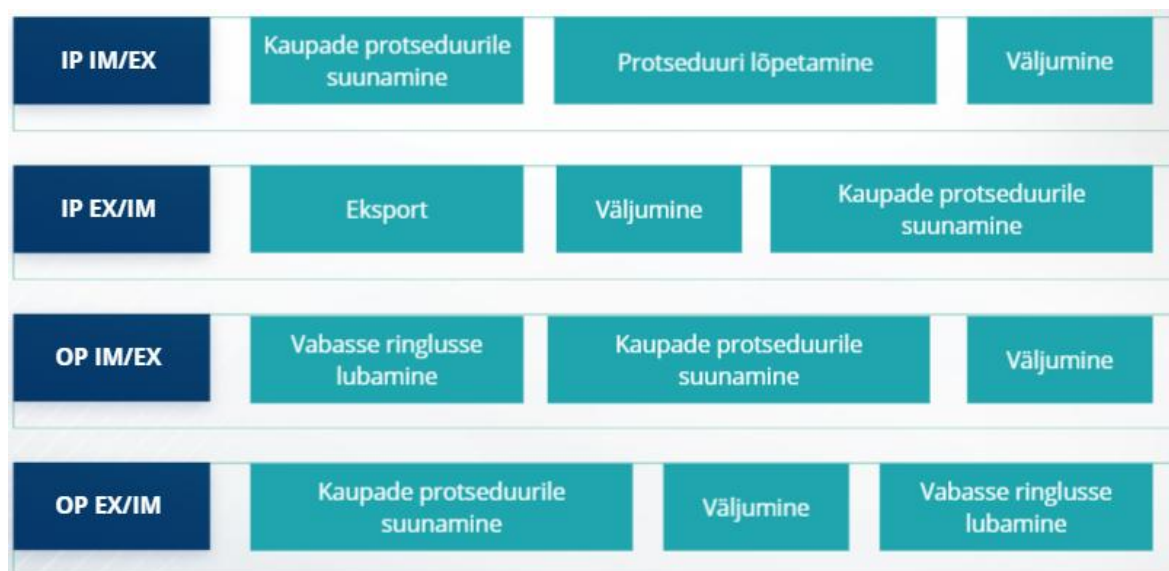 IP IM/EX
Kaupade protseduurile
suunamine
Protseduuri lõpetamine
Väljumine
IP EX/IM
Eksport
Väljumine
Kaupade protseduurile
suunamine
OP IM/EX
Vabasse ringlusse
lubamine
Kaupade protseduurile
suunamine
Väljumine
OP EX/IM
Kaupade protseduurile
suunamine
Väljumine
Vabasse ringlusse
lubamine